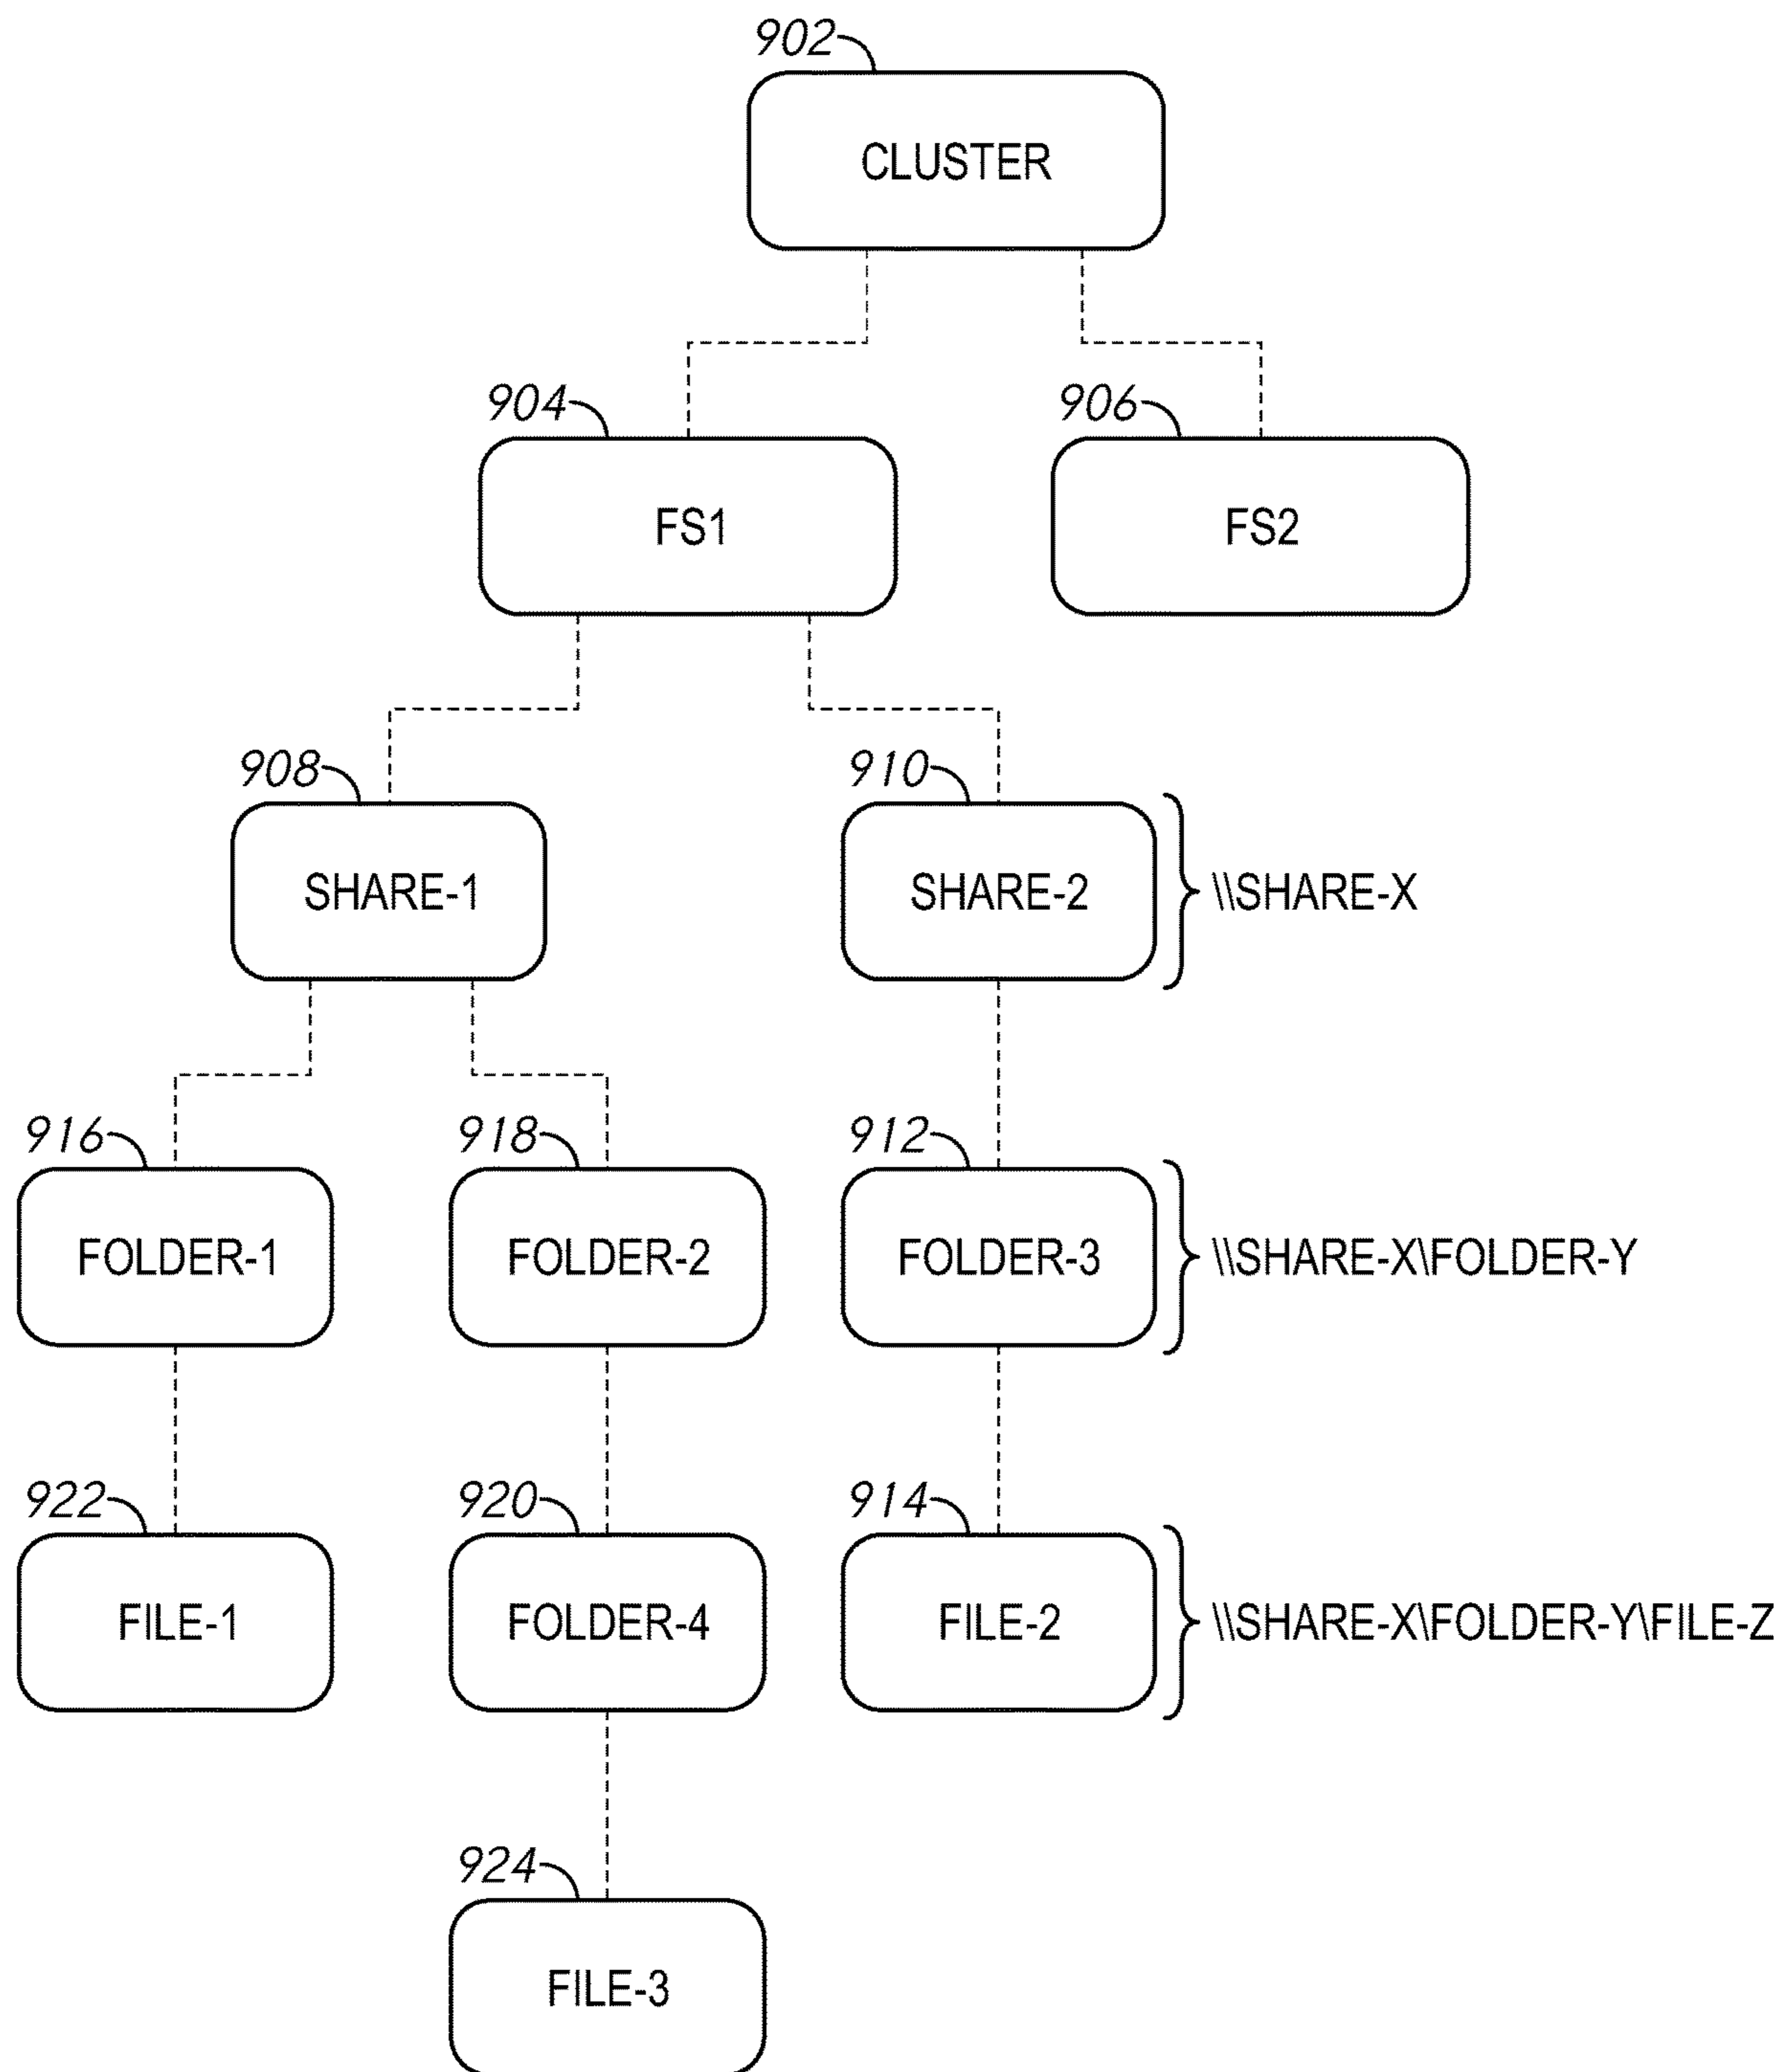 902
CLUSTER
904
906
FS1
FS2
908
910
SHARE-1
SHARE-2
\\SHARE-X
916
918
912
FOLDER-1
FOLDER-2
FOLDER-3
\\SHARE-X\FOLDER-Y
922
920
914
FILE-1
FOLDER-4
FILE-2
\\SHARE-X\FOLDER-Y\FILE-Z
924
FILE-3